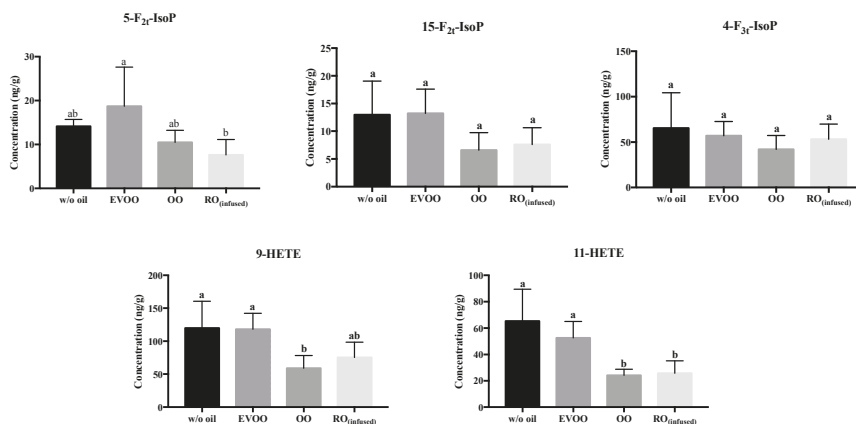 5-F2t-IsoP
Concentration (ng/g)
30
20
10
0
ab
a
ab
b
w/o oil EVOO OO RO(infused)
15-F2t-IsoP
Concentration (ng/g)
25
20
15
10
5
0
a
a
a
a
w/o oil EVOO OO RO(infused)
4-F3t-IsoP
Concentration (ng/g)
150
100
50
0
a
a
a
a
w/o oil EVOO OO RO(infused)
9-HETE
Concentration (ng/g)
200
150
100
50
0
a
a
b
ab
w/o oil EVOO OO RO(infused)
11-HETE
Concentration (ng/g)
100
80
60
40
20
0
a
a
b
b
w/o oil EVOO OO RO(infused)